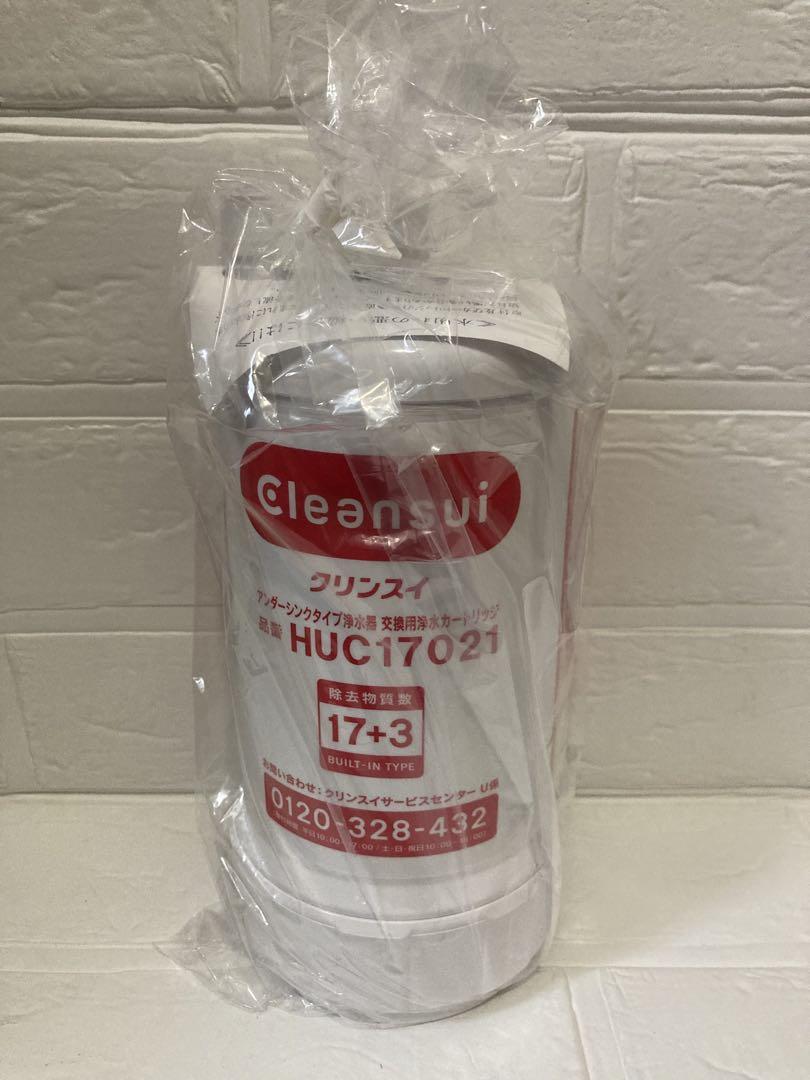 Cleansui
クリンスイ
アンダーシンクタイプ浄水器 交換用浄水カートリッジ
品番 HUC17021
除去物質数
17+3
BUILT-IN TYPE
お問い合わせ:クリンスイサービスセンター U係
0120-328-432